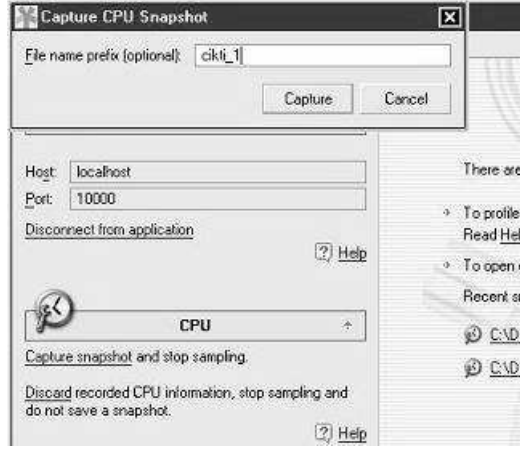 Capture CPU Snapshot
File name prefix (optional): cikti_1
Capture Cancel
Host: localhost
Port: 10000
Disconnect from application
Help
CPU
Capture snapshot and stop sampling.
Discard recorded CPU information, stop sampling and
do not save a snapshot.
Help
There are
To profile
Read Hel
To open
Recent s
C:\D
C:\D